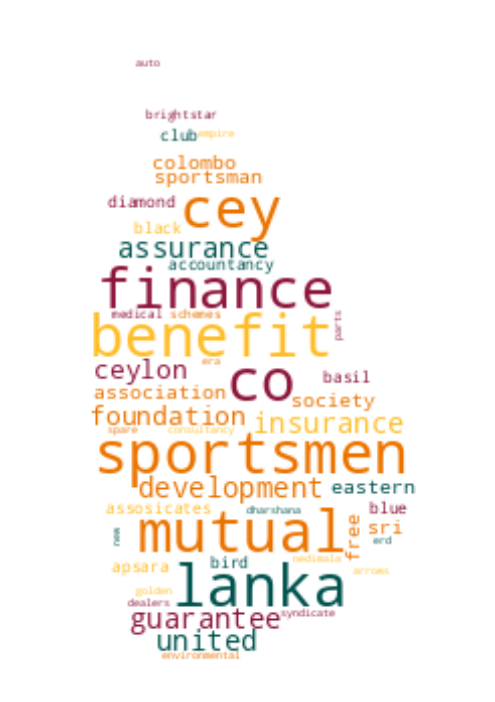 auto
brightstar
club empire
colombo
sportsman
diamond cey
black
assurance
accountancy
finance
medical schemes parts
benefit
era
ceylon co basil
association society
foundation insurance
spare consultancy
sportsmen
development eastern
assosicates dharshana blue
new mutual free sri
erd
bird nedimala
apsara arrows
lanka
golden
dealers
guarantee syndicate
united
environmental